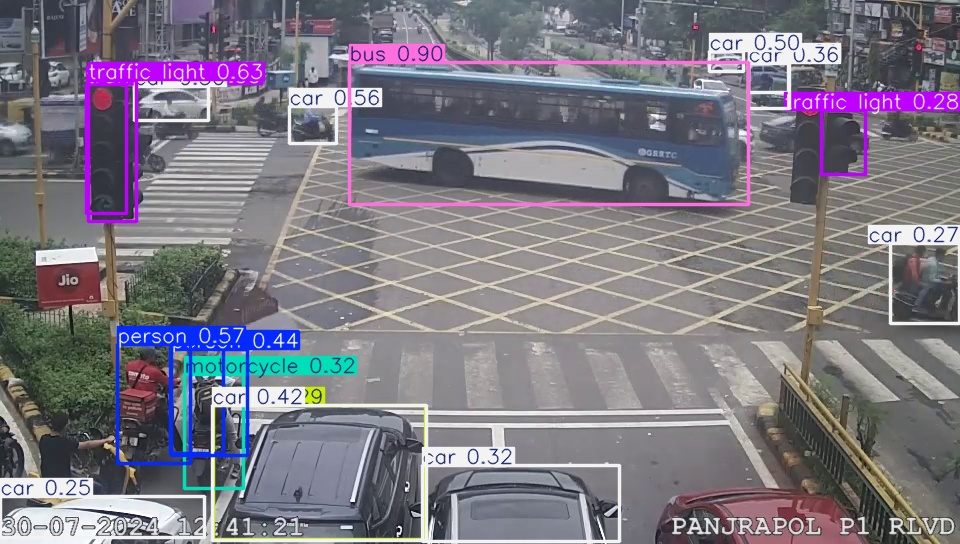 bus 0.90
car 0.50
car 0.36
traffic light 0.63
car 0.56
traffic light 0.28
GSRTC
car 0.27
Jio
person 0.57
0.44
motorcycle 0.32
car 0.42
9
car 0.32
car 0.25
30-07-2024 12:41:21
PANJRAPOL P1 RLVD